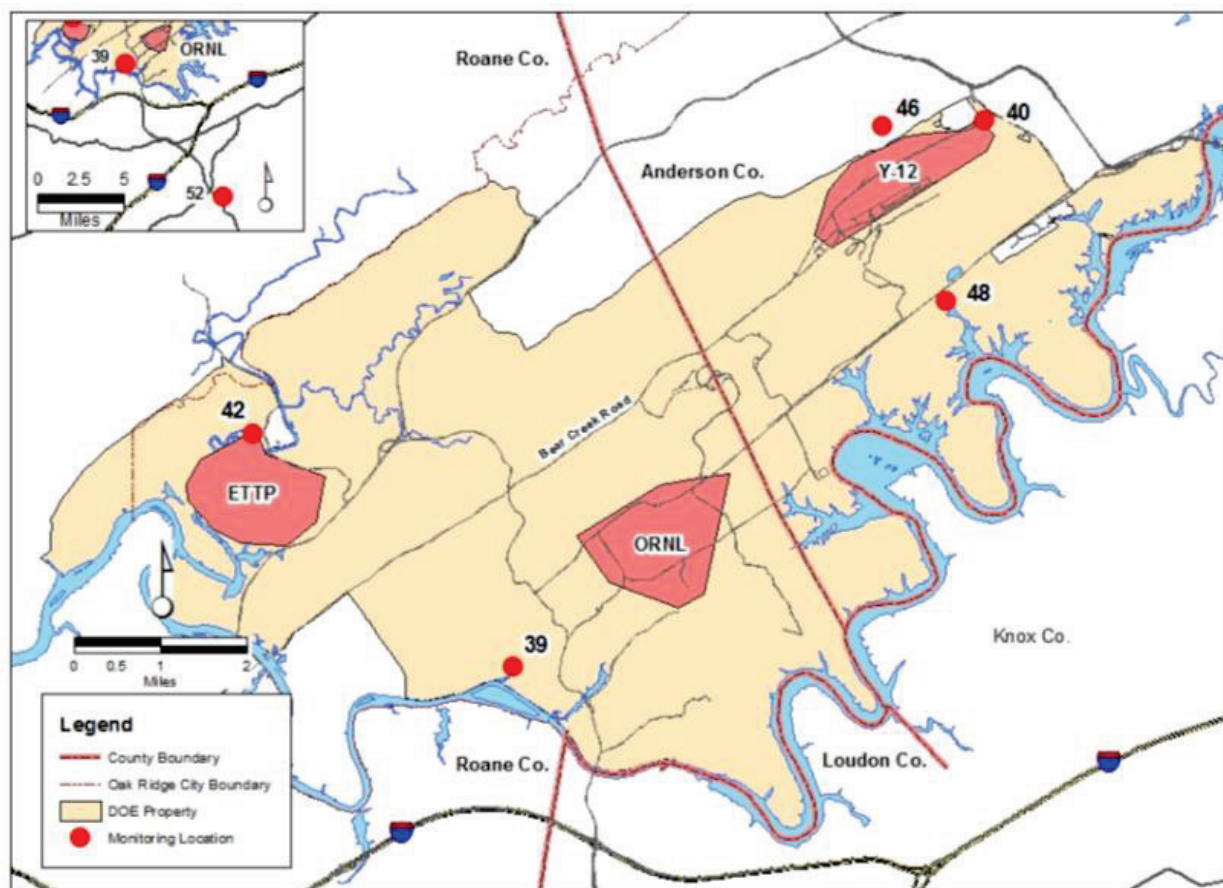 ORNL
39
0 2.5 5
Miles
52
Roane Co.
46
40
Y-12
Anderson Co.
48
42
Bear Creek Road
ETTP
ORNL
39
Knox Co.
0 0.5 1 2
Miles
Legend
County Boundary
Oak Ridge City Boundary
DOE Property
Monitoring Location
Roane Co.
Loudon Co.